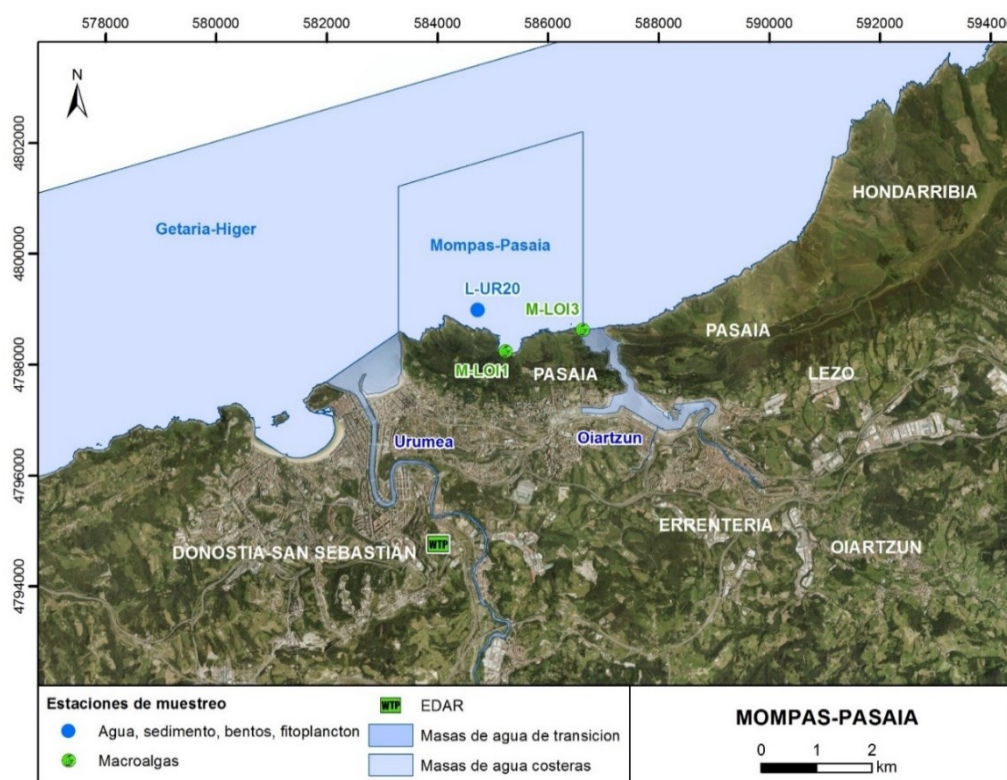 578000 580000 582000 584000 586000 588000 590000 592000 594000
N
4802000
4800000
4798000
4796000
4794000
HONDARRIBIA
Getaria-Higer
Mompas-Pasaia
L-UR20
M-LOI3
PASAIA
M-LOI1
PASAIA
LEZO
Urumea
Oiartzun
ERRENTERIA
DONOSTIA-SAN SEBASTIAN
WTP
OIARTZUN
Estaciones de muestreo
Agua, sedimento, bentos, fitoplancton
Macroalgas
WTP EDAR
Masas de agua de transicion
Masas de agua costeras
MOMPAS-PASAIA
0 1 2
km